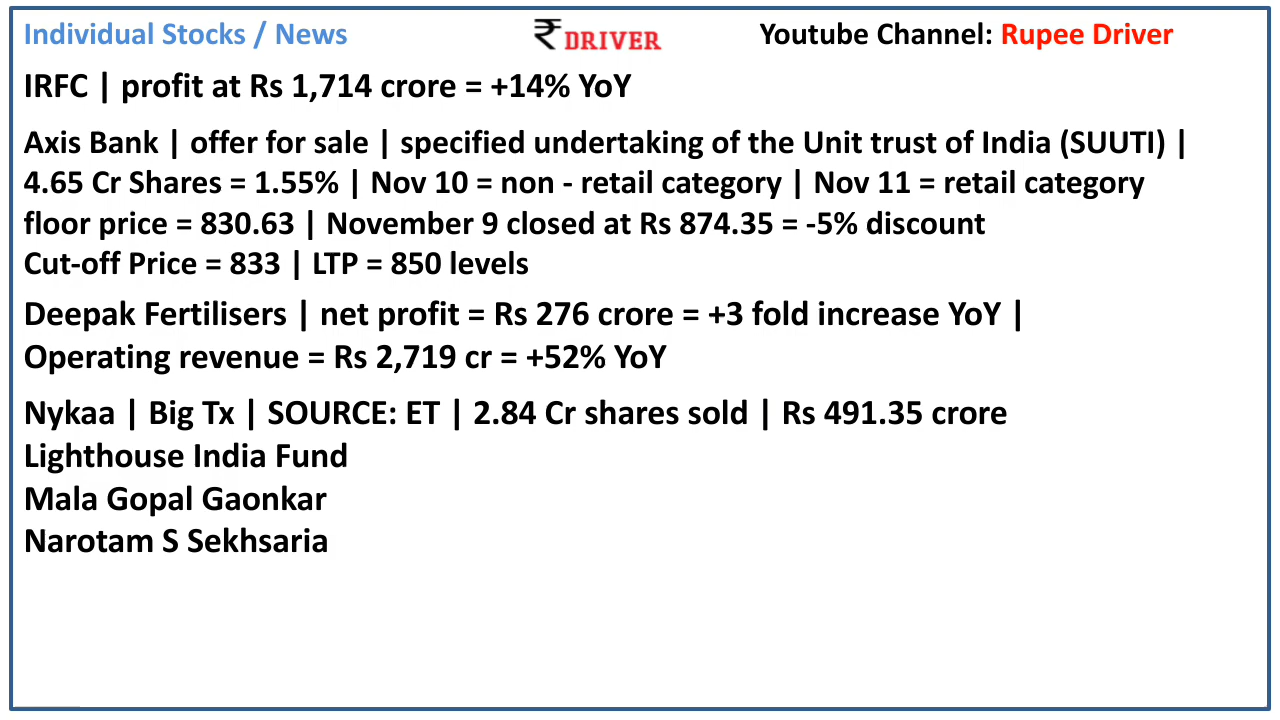 Individual Stocks / News
₹ DRIVER
Youtube Channel: Rupee Driver
IRFC | profit at Rs 1,714 crore = +14% YoY
Axis Bank | offer for sale | specified undertaking of the Unit trust of India (SUUTI) |
4.65 Cr Shares = 1.55% | Nov 10 = non - retail category | Nov 11 = retail category
floor price = 830.63 | November 9 closed at Rs 874.35 = -5% discount
Cut-off Price = 833 | LTP = 850 levels
Deepak Fertilisers | net profit = Rs 276 crore = +3 fold increase YoY |
Operating revenue = Rs 2,719 cr = +52% YoY
Nykaa | Big Tx | SOURCE: ET | 2.84 Cr shares sold | Rs 491.35 crore
Lighthouse India Fund
Mala Gopal Gaonkar
Narotam S Sekhsaria